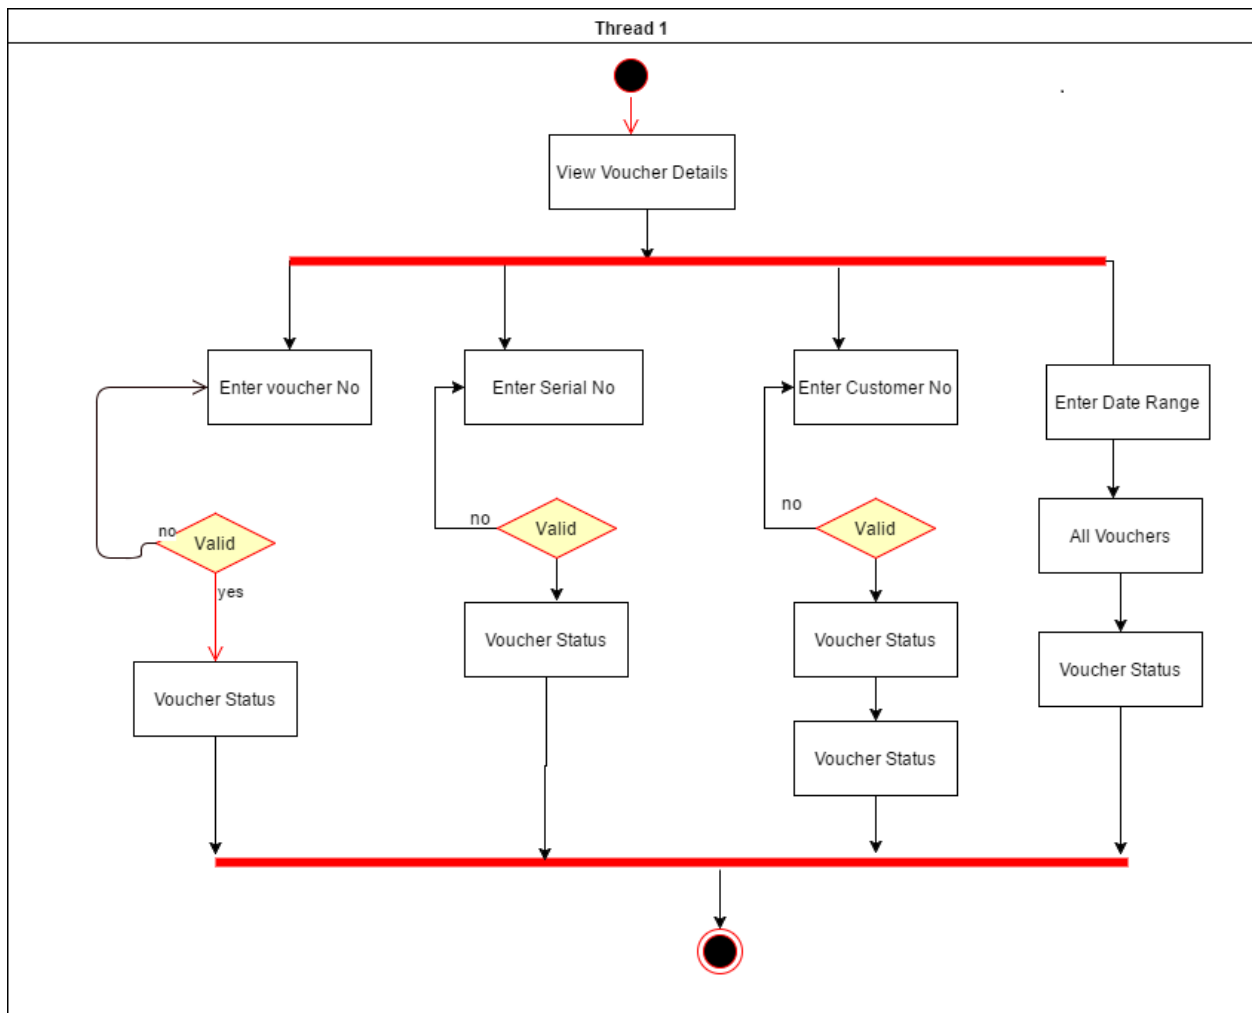 Thread 1
View Voucher Details
Enter voucher No
Enter Serial No
Enter Customer No
Enter Date Range
no
Valid
no
Valid
no
Valid
All Vouchers
yes
Voucher Status
Voucher Status
Voucher Status
Voucher Status
Voucher Status